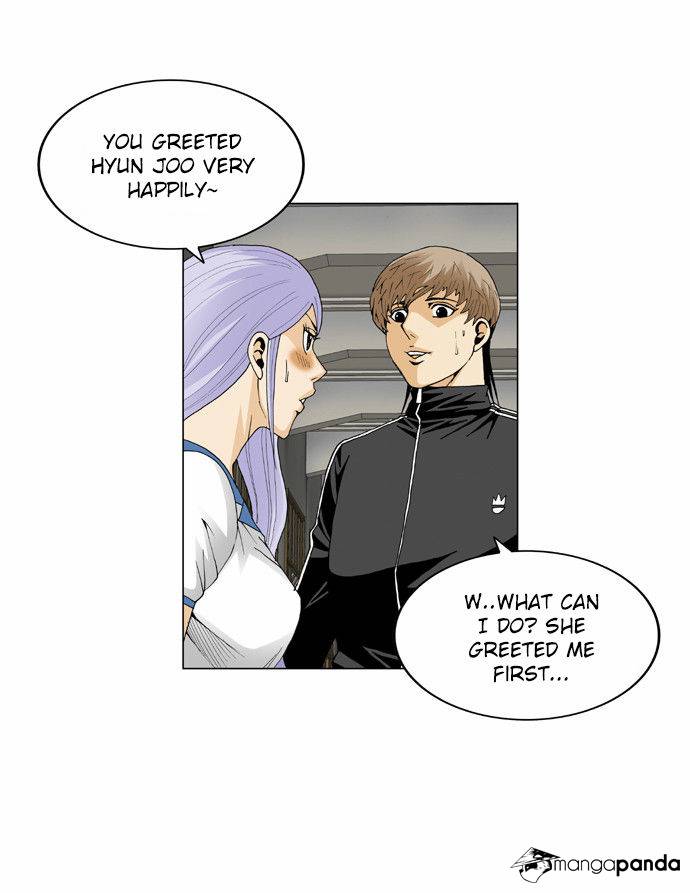 YOU GREETED
HYUN JOO VERY
HAPPILY~
W..WHAT CAN
I DO? SHE
GREETED ME
FIRST...
mangapanda